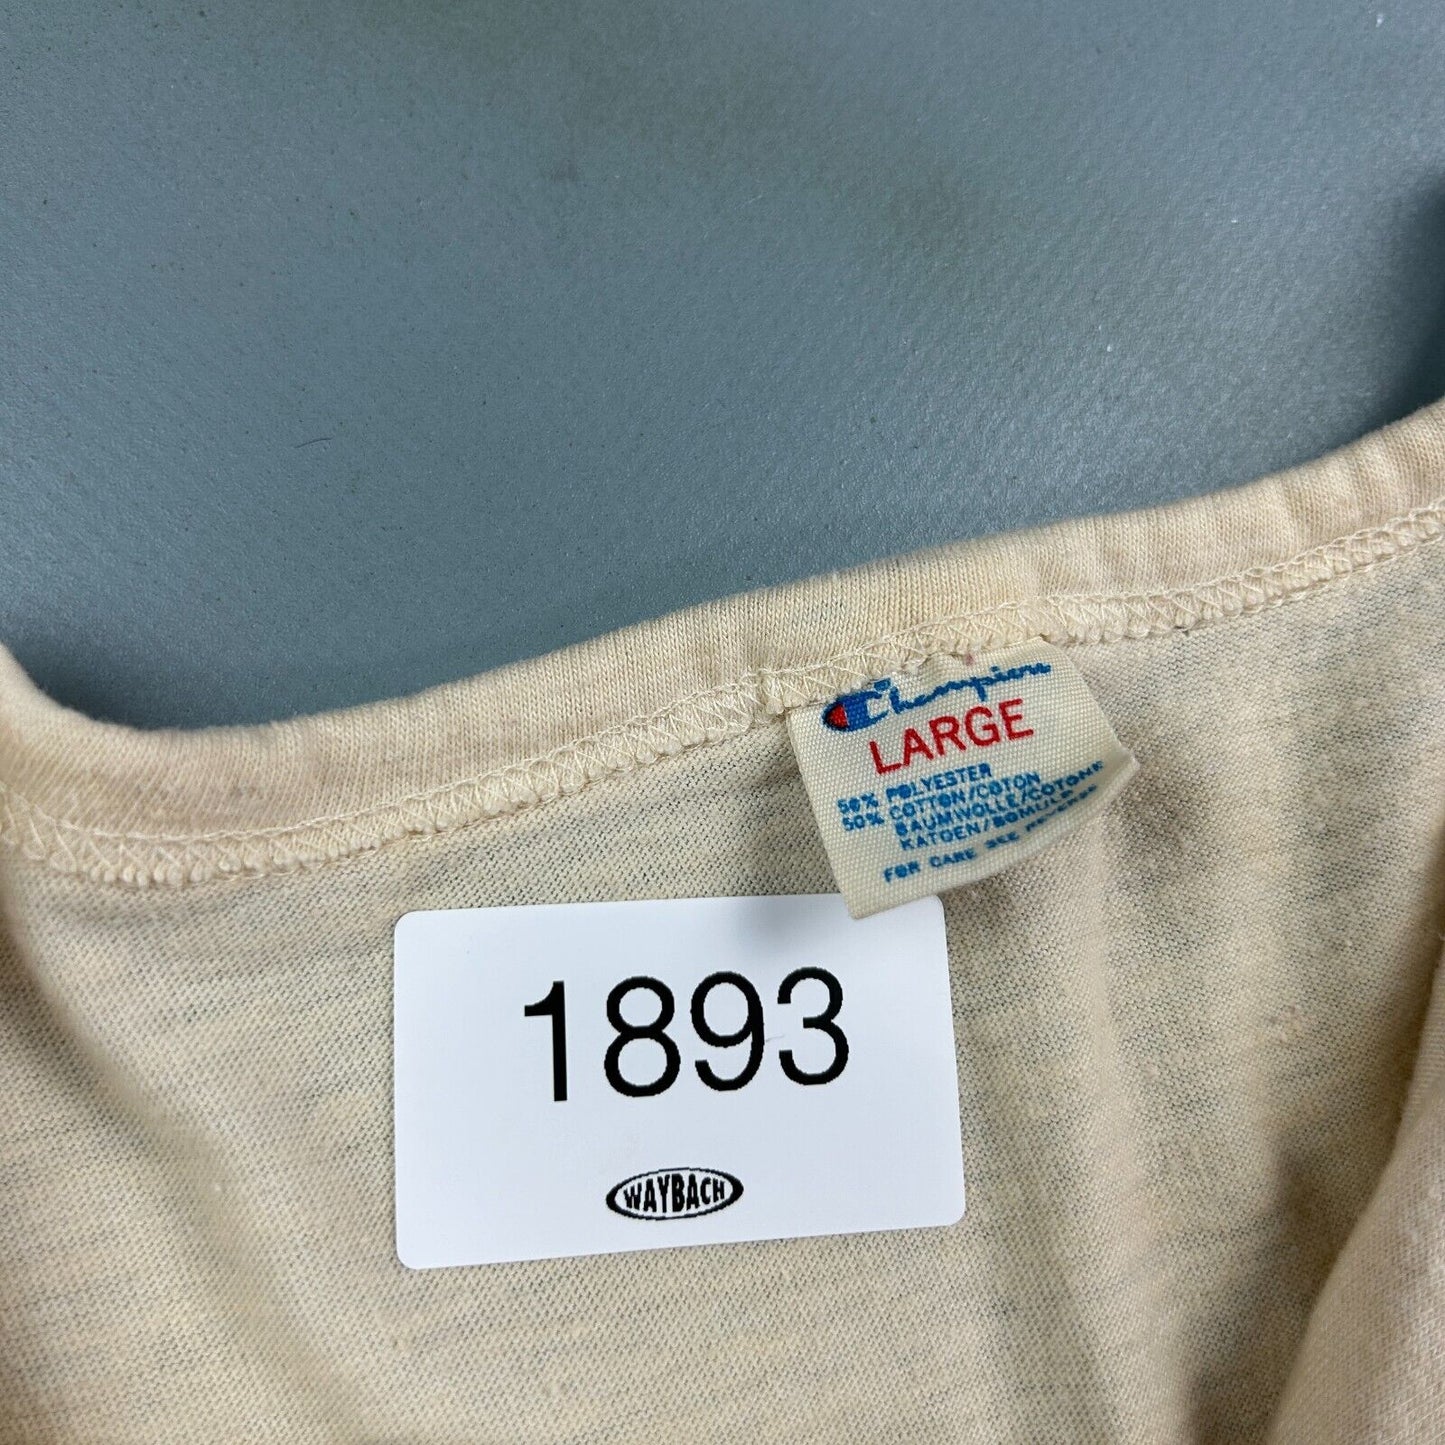 Champion
LARGE
50% POLYESTER
50% COTTON/COTON
BAUMWOLLE/COTONE
KATOEN/BOMULD
FOR CARE SEE REVERSE
1893
WAYBACH